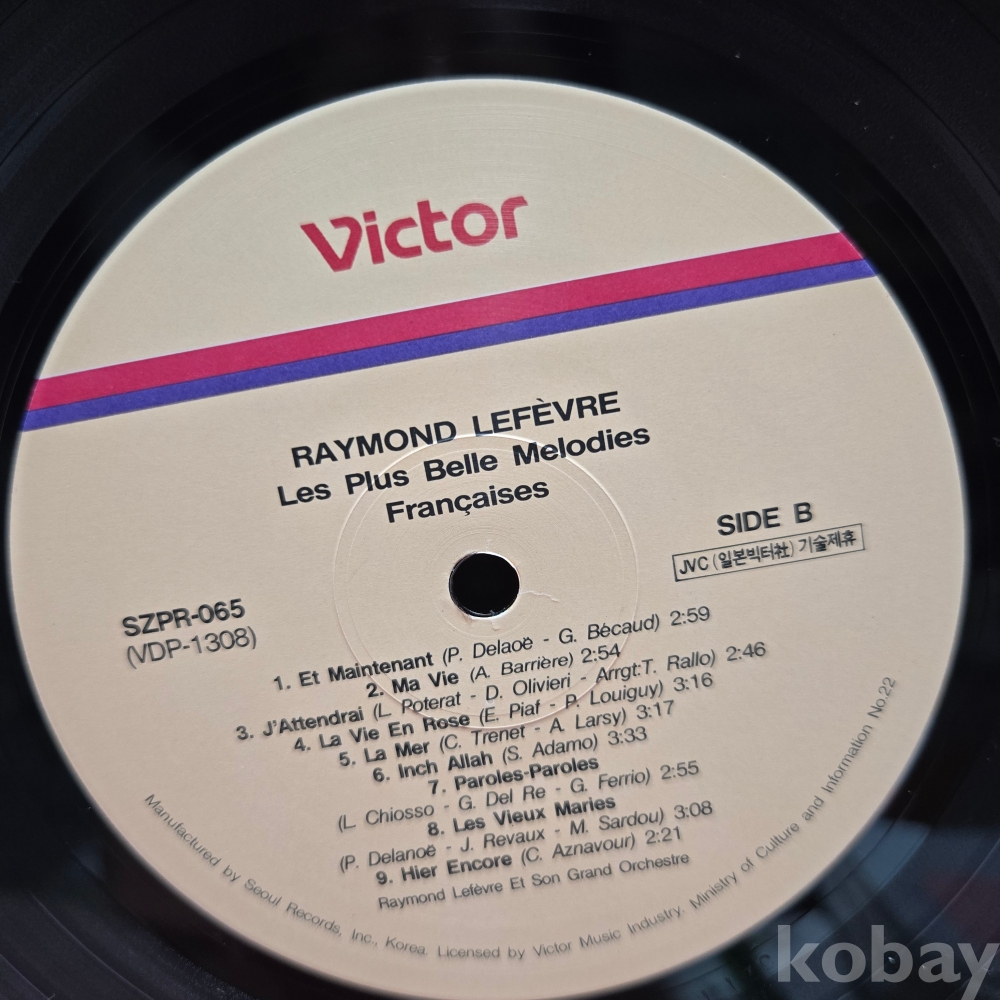 Victor
RAYMOND LEFÈVRE
Les Plus Belle Melodies
Françaises
SIDE B
JVC (일본빅터社) 기술제휴
SZPR-065
(VDP-1308)
1. Et Maintenant (P. Delaoë - G. Bécaud) 2:59
2. Ma Vie (A. Barrière) 2:54
3. J'Attendrai (L. Poterat - D. Olivieri - Arrgt:T. Rallo) 2:46
4. La Vie En Rose (E. Piaf - P. Louiguy) 3:16
5. La Mer (C. Trenet - A. Larsy) 3:17
6. Inch Allah (S. Adamo) 3:33
7. Paroles-Paroles
(L. Chiosso - G. Del Re - G. Ferrio) 2:55
8. Les Vieux Maries
(P. Delanoë - J. Revaux - M. Sardou) 3:08
9. Hier Encore (C. Aznavour) 2:21
Raymond Lefèvre Et Son Grand Orchestre
Manufactured by Seoul Records, Inc., Korea. Licensed by Victor Music Industry. Ministry of Culture and Information No.22
kobay